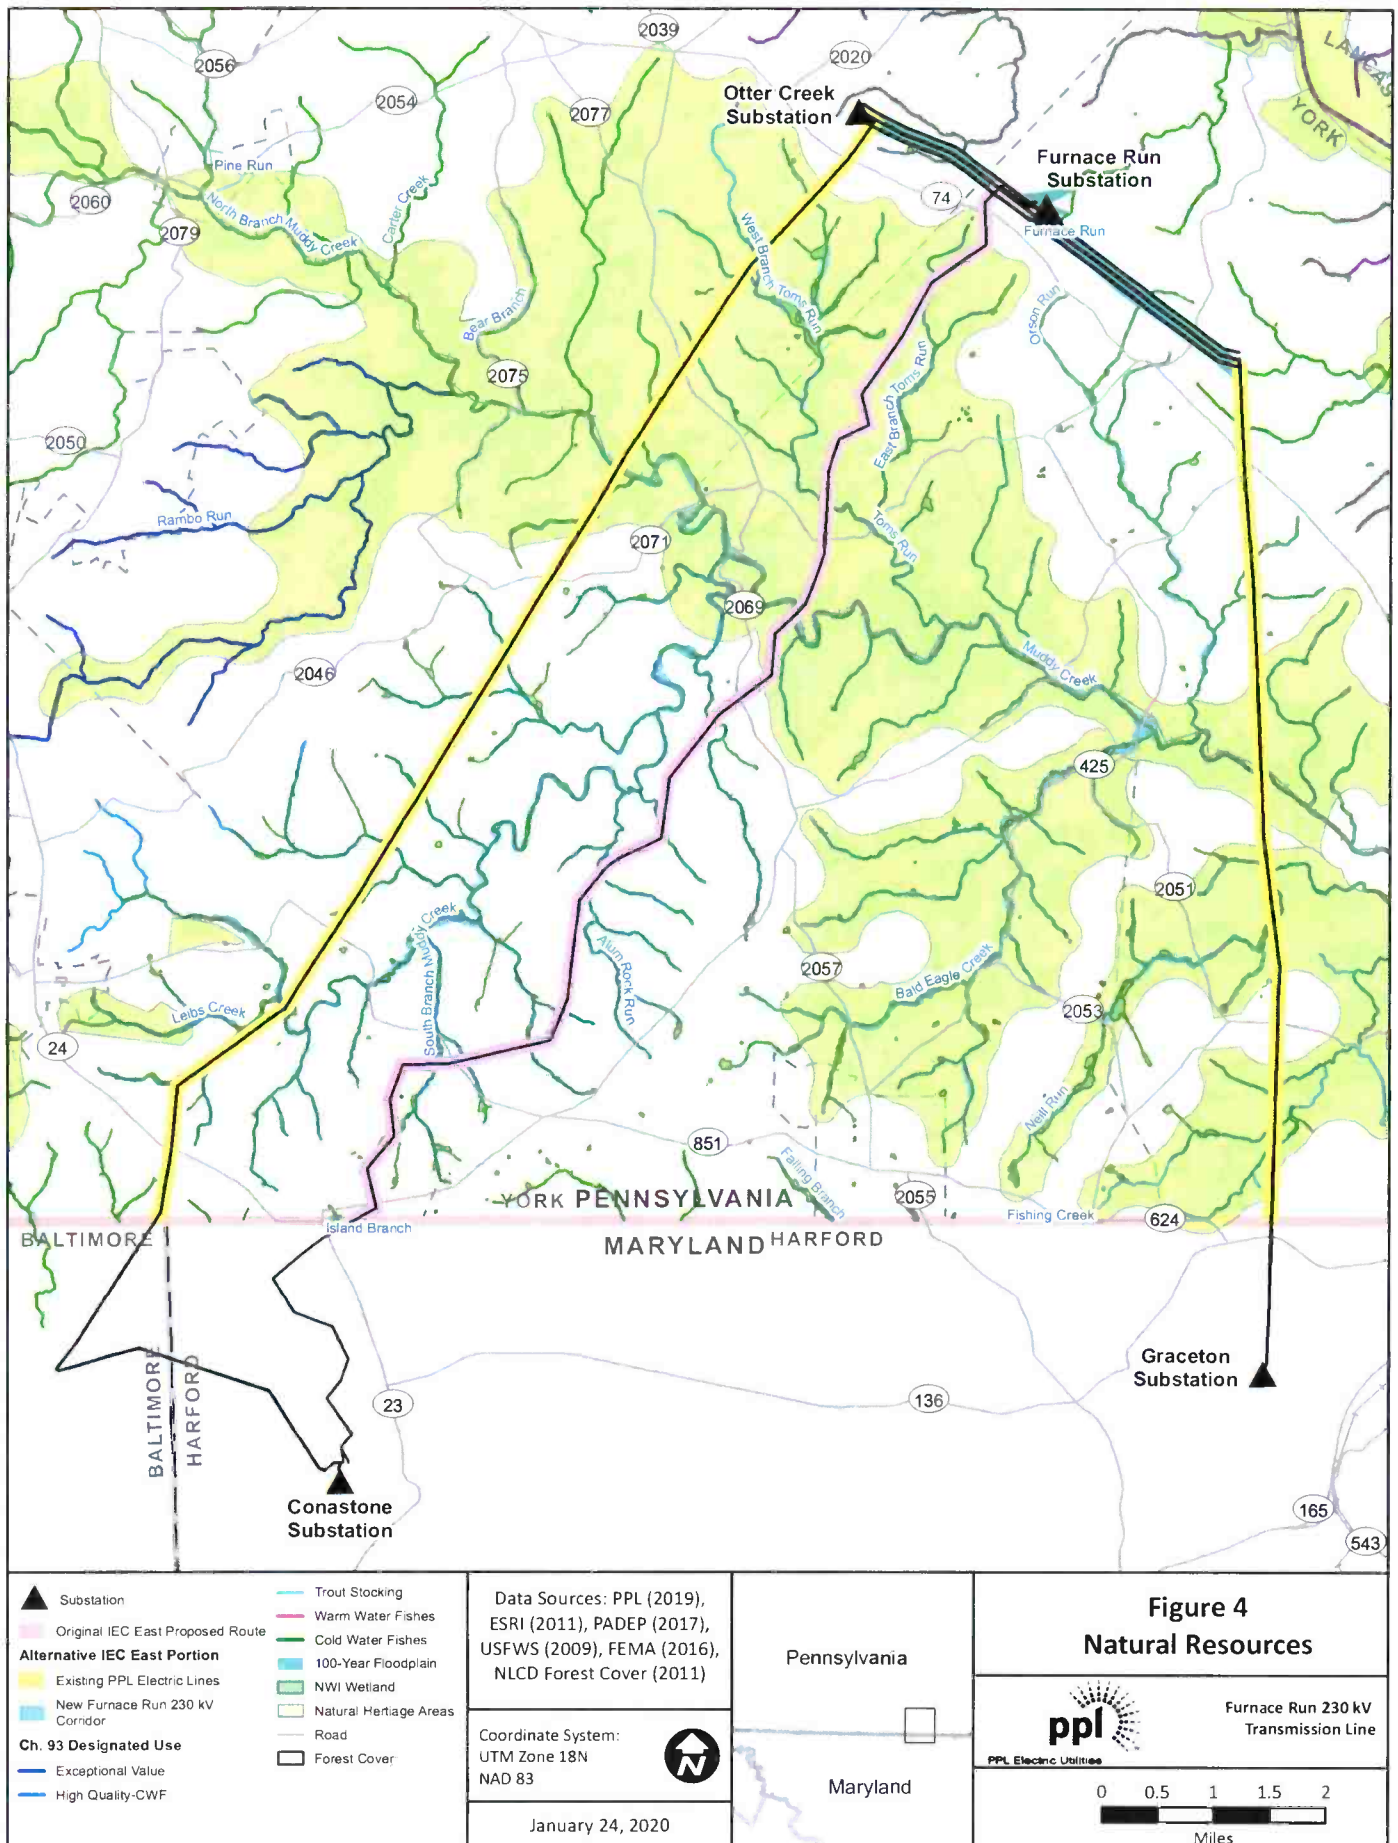 2039
2020
2056
2054
2077
LANCAS
YORK
Otter Creek
Substation
Furnace Run
Substation
Pine Run
2060
North Branch Muddy Creek
Carter Creek
2079
74
Furnace Run
West Branch Toms Run
Bear Branch
Orson Run
2075
East Branch Toms Run
2050
Rambo Run
Toms Run
2071
2069
2046
Muddy Creek
425
2051
South Branch Muddy Creek
Alum Rock Run
2057
Bald Eagle Creek
Leibs Creek
2053
24
Neill Run
851
Falling Branch
YORK PENNSYLVANIA
2055
Island Branch
Fishing Creek
624
BALTIMORE
MARYLAND HARFORD
BALTIMORE
HARFORD
Graceton
Substation
23
136
Conastone
Substation
165
543
Substation
Original IEC East Proposed Route
Alternative IEC East Portion
Existing PPL Electric Lines
New Furnace Run 230 kV
Corridor
Ch. 93 Designated Use
Exceptional Value
High Quality-CWF
Trout Stocking
Warm Water Fishes
Cold Water Fishes
100-Year Floodplain
NWI Wetland
Natural Hertiage Areas
Road
Forest Cover
Data Sources: PPL (2019),
ESRI (2011), PADEP (2017),
USFWS (2009), FEMA (2016),
NLCD Forest Cover (2011)
Coordinate System:
UTM Zone 18N
NAD 83
N
January 24, 2020
Pennsylvania
Maryland
Figure 4
Natural Resources
ppl
PPL Electric Utilities
Furnace Run 230 kV
Transmission Line
0 0.5 1 1.5 2
Miles